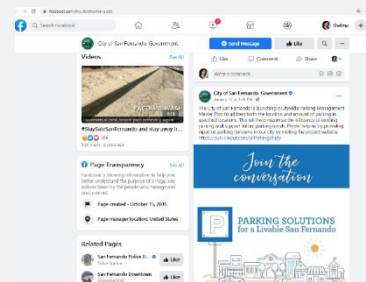 Search Facebook
thelma
City of San Fernando, Government
Send Message
Like
Videos
See All
#StaySafeSanFernando and stay away ir...
Page Transparency
See All
Facebook is showing information to help you
better understand the purpose of a Page. See
actions taken by the people who manage and
post content.
Page created - October 15, 2015
Page manager location: United States
Related Pages
San Fernando Police D...
Like
San Fernando Downtown
Like
Like
Comment
Share
Write a comment...
City of San Fernando, Government
The City of San Fernando is launching a Citywide Parking Management
Master Plan to address both the location and amount of parking in
specified locations. This will help maximize the efficiency of existing
parking and support future parking needs. Please help us by providing
input on parking concerns in our city by visiting the project website
Join the
conversation
P
PARKING SOLUTIONS
for a Livable San Fernando